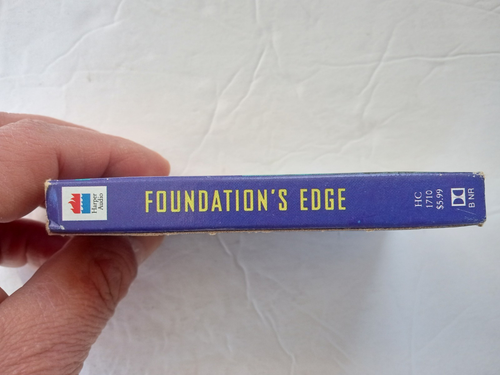 Harper
Audio
FOUNDATION'S EDGE
HC
1710
$5.99
B NR